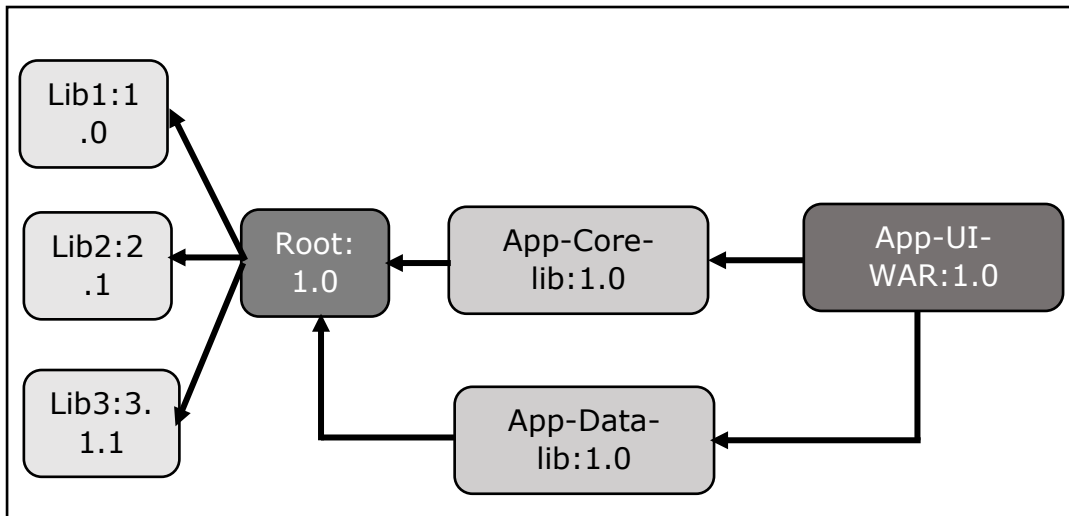 Lib1:1
.0
Lib2:2
.1
Root:
1.0
App-Core-
lib:1.0
App-UI-
WAR:1.0
Lib3:3.
1.1
App-Data-
lib:1.0